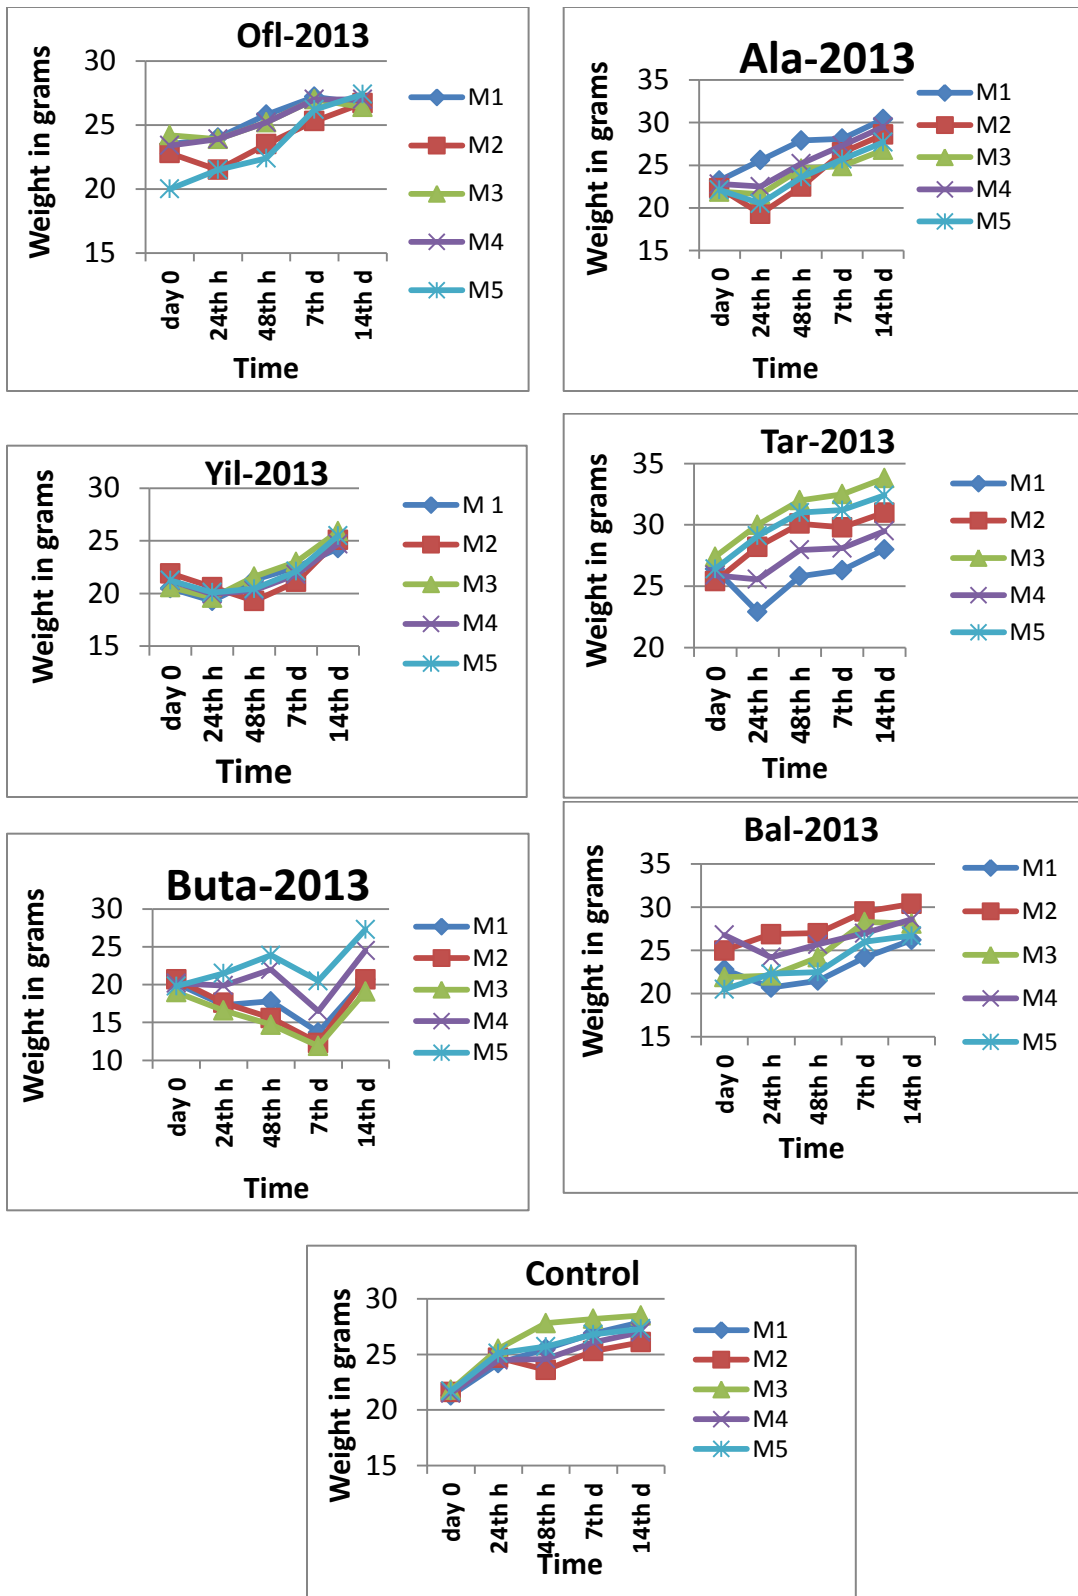 Ofl-2013
Weight in grams
30
25
20
15
day 0
24th h
48th h
7th d
14th d
Time
M1
M2
M3
M4
M5
Ala-2013
Weight in grams
35
30
25
20
15
day 0
24th h
48th h
7th d
14th d
Time
M1
M2
M3
M4
M5
Yil-2013
Weight in grams
30
25
20
15
day 0
24th h
48th h
7th d
14th d
Time
M 1
M2
M3
M4
M5
Tar-2013
Weight in grams
35
30
25
20
day 0
24th h
48th h
7th d
14th d
Time
M1
M2
M3
M4
M5
Buta-2013
Weight in grams
30
25
20
15
10
day 0
24th h
48th h
7th d
14th d
Time
M1
M2
M3
M4
M5
Bal-2013
Weight in grams
35
30
25
20
15
day 0
24th h
48th h
7th d
14th d
Time
M1
M2
M3
M4
M5
Control
Weight in grams
30
25
20
15
day 0
24th h
48th h
7th d
14th d
Time
M1
M2
M3
M4
M5